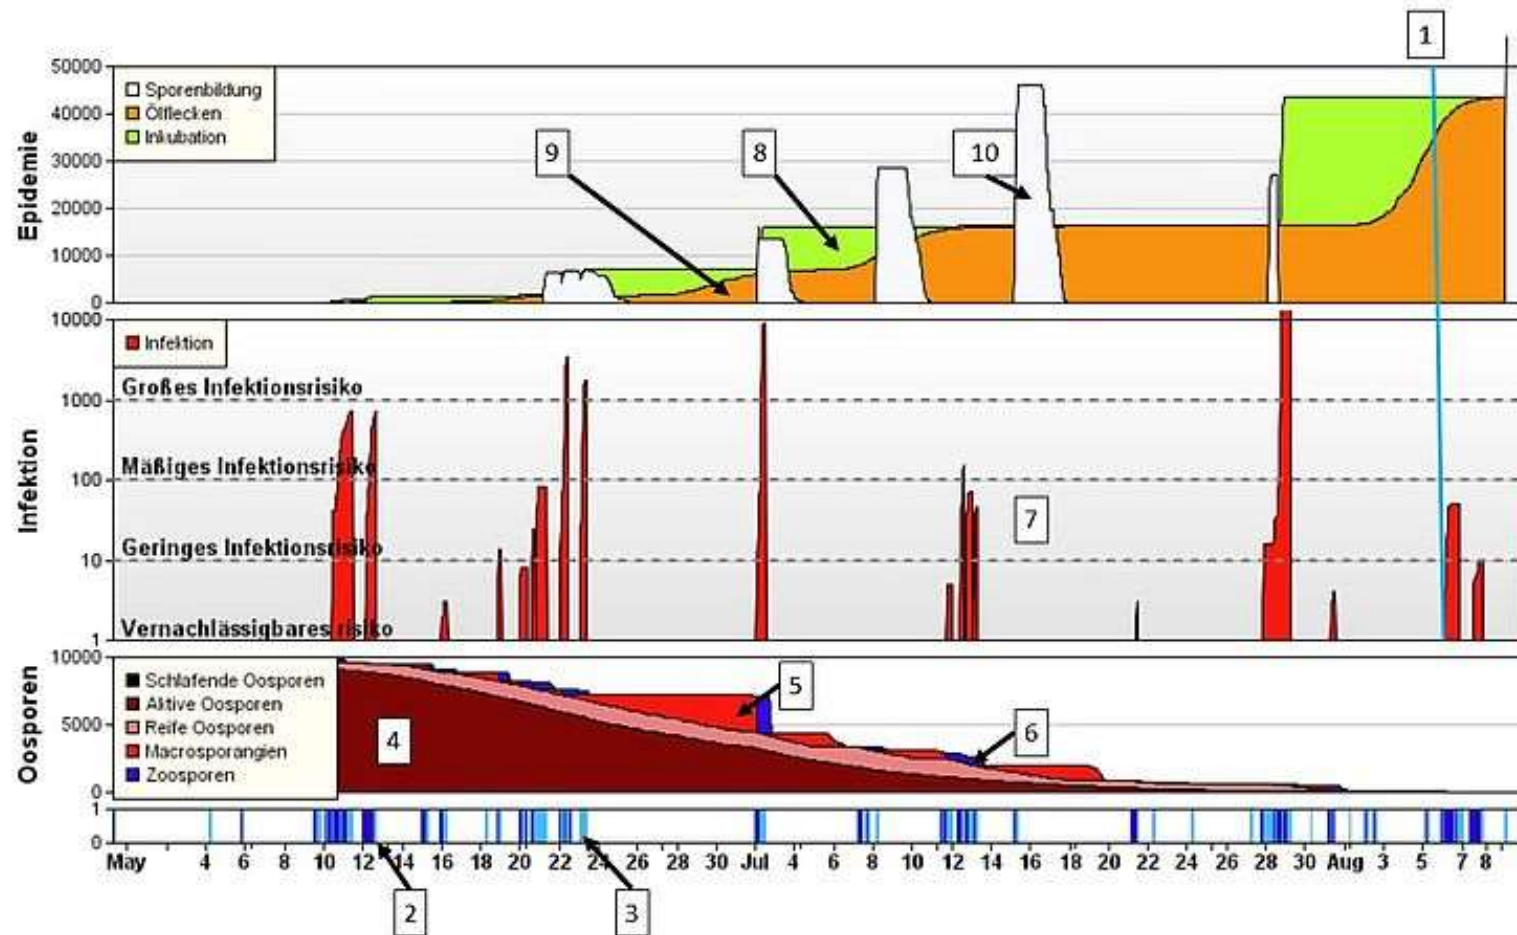 1
50000
40000
30000
20000
10000
0
Epidemie
Sporenbildung
Ölflecken
Inkubation
9
8
10
10000
1000
100
10
1
Infektion
Infektion
Großes Infektionsrisiko
Mäßiges Infektionsrisiko
Geringes Infektionsrisiko
Vernachlässigbares risiko
7
10000
5000
0
Oosporen
Schlafende Oosporen
Aktive Oosporen
Reife Oosporen
Macrosporangien
Zoosporen
4
5
6
1
0
May 4 6 8 10 12 14 16 18 20 22 24 26 28 30 Jul 4 6 8 10 12 14 18 20 22 24 26 28 30 Aug 3 5 7 8
2
3